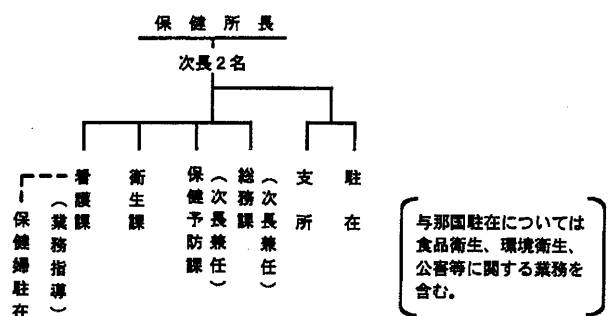 保健所長
次長2名
看護課
(業務指導)
保健婦駐在
衛生課
保健予防課
(次長兼任)
総務課
(次長兼任)
支所
駐在
与那国駐在については
食品衛生、環境衛生、
公害等に関する業務を
含む。